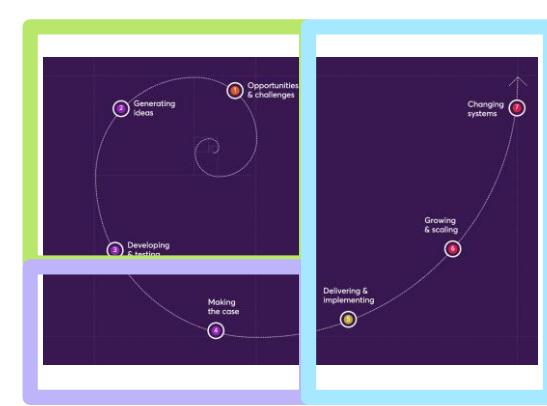 1
Opportunities
& challenges
2
Generating
ideas
3
Developing
& testing
4
Making
the case
5
Delivering &
implementing
6
Growing
& scaling
7
Changing
systems